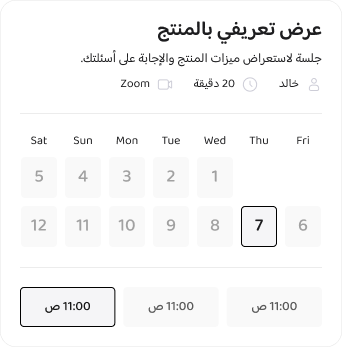 عرض تعريفي بالمنتج
جلسة لاستعراض ميزات المنتج والإجابة على أسئلتك.
خالد 20 دقيقة Zoom
Sat Sun Mon Tue Wed Thu Fri
5 4 3 2 1
12 11 10 9 8 7 6
11:00 ص 11:00 ص 11:00 ص